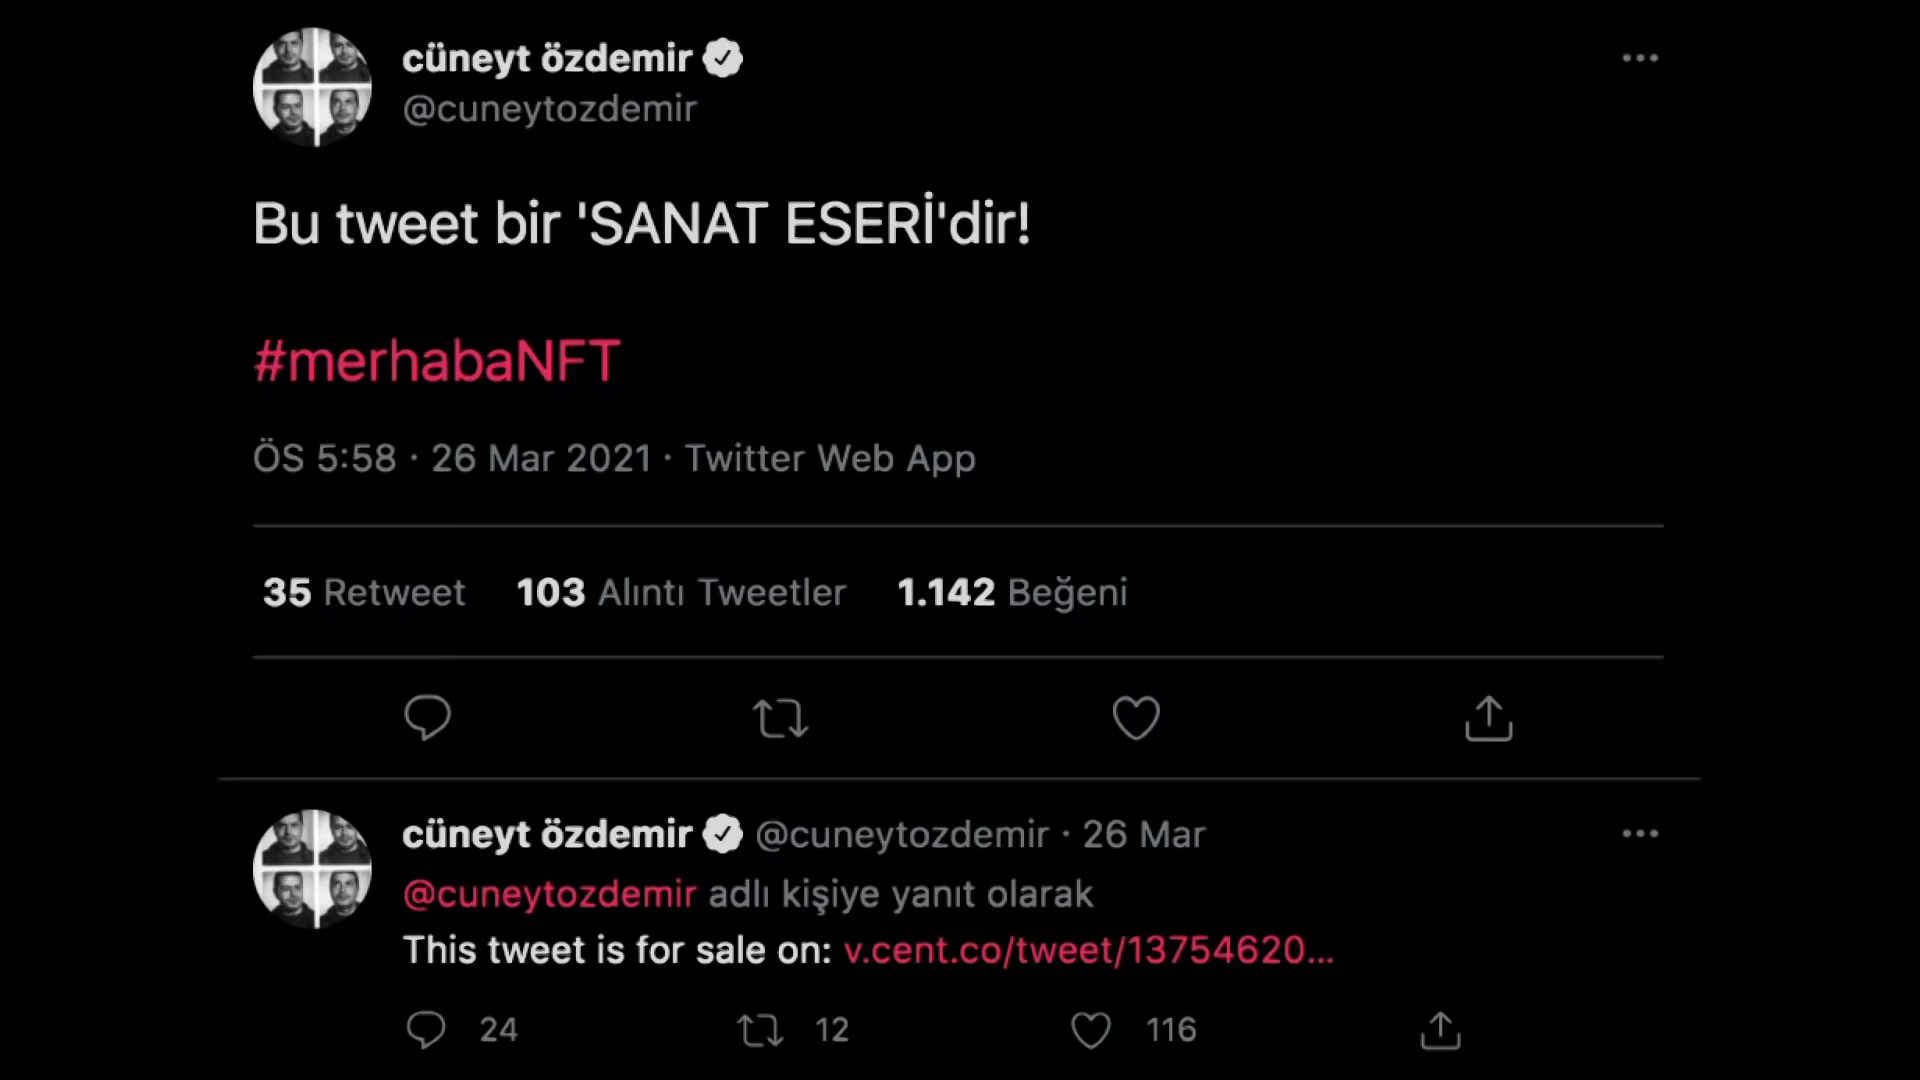 cüneyt özdemir
@cuneytozdemir
Bu tweet bir 'SANAT ESERİ'dir!
#merhabaNFT
ÖS 5:58 · 26 Mar 2021 · Twitter Web App
35 Retweet 103 Alıntı Tweetler 1.142 Beğeni
cüneyt özdemir @cuneytozdemir · 26 Mar
@cuneytozdemir adlı kişiye yanıt olarak
This tweet is for sale on: v.cent.co/tweet/13754620...
24 12 116